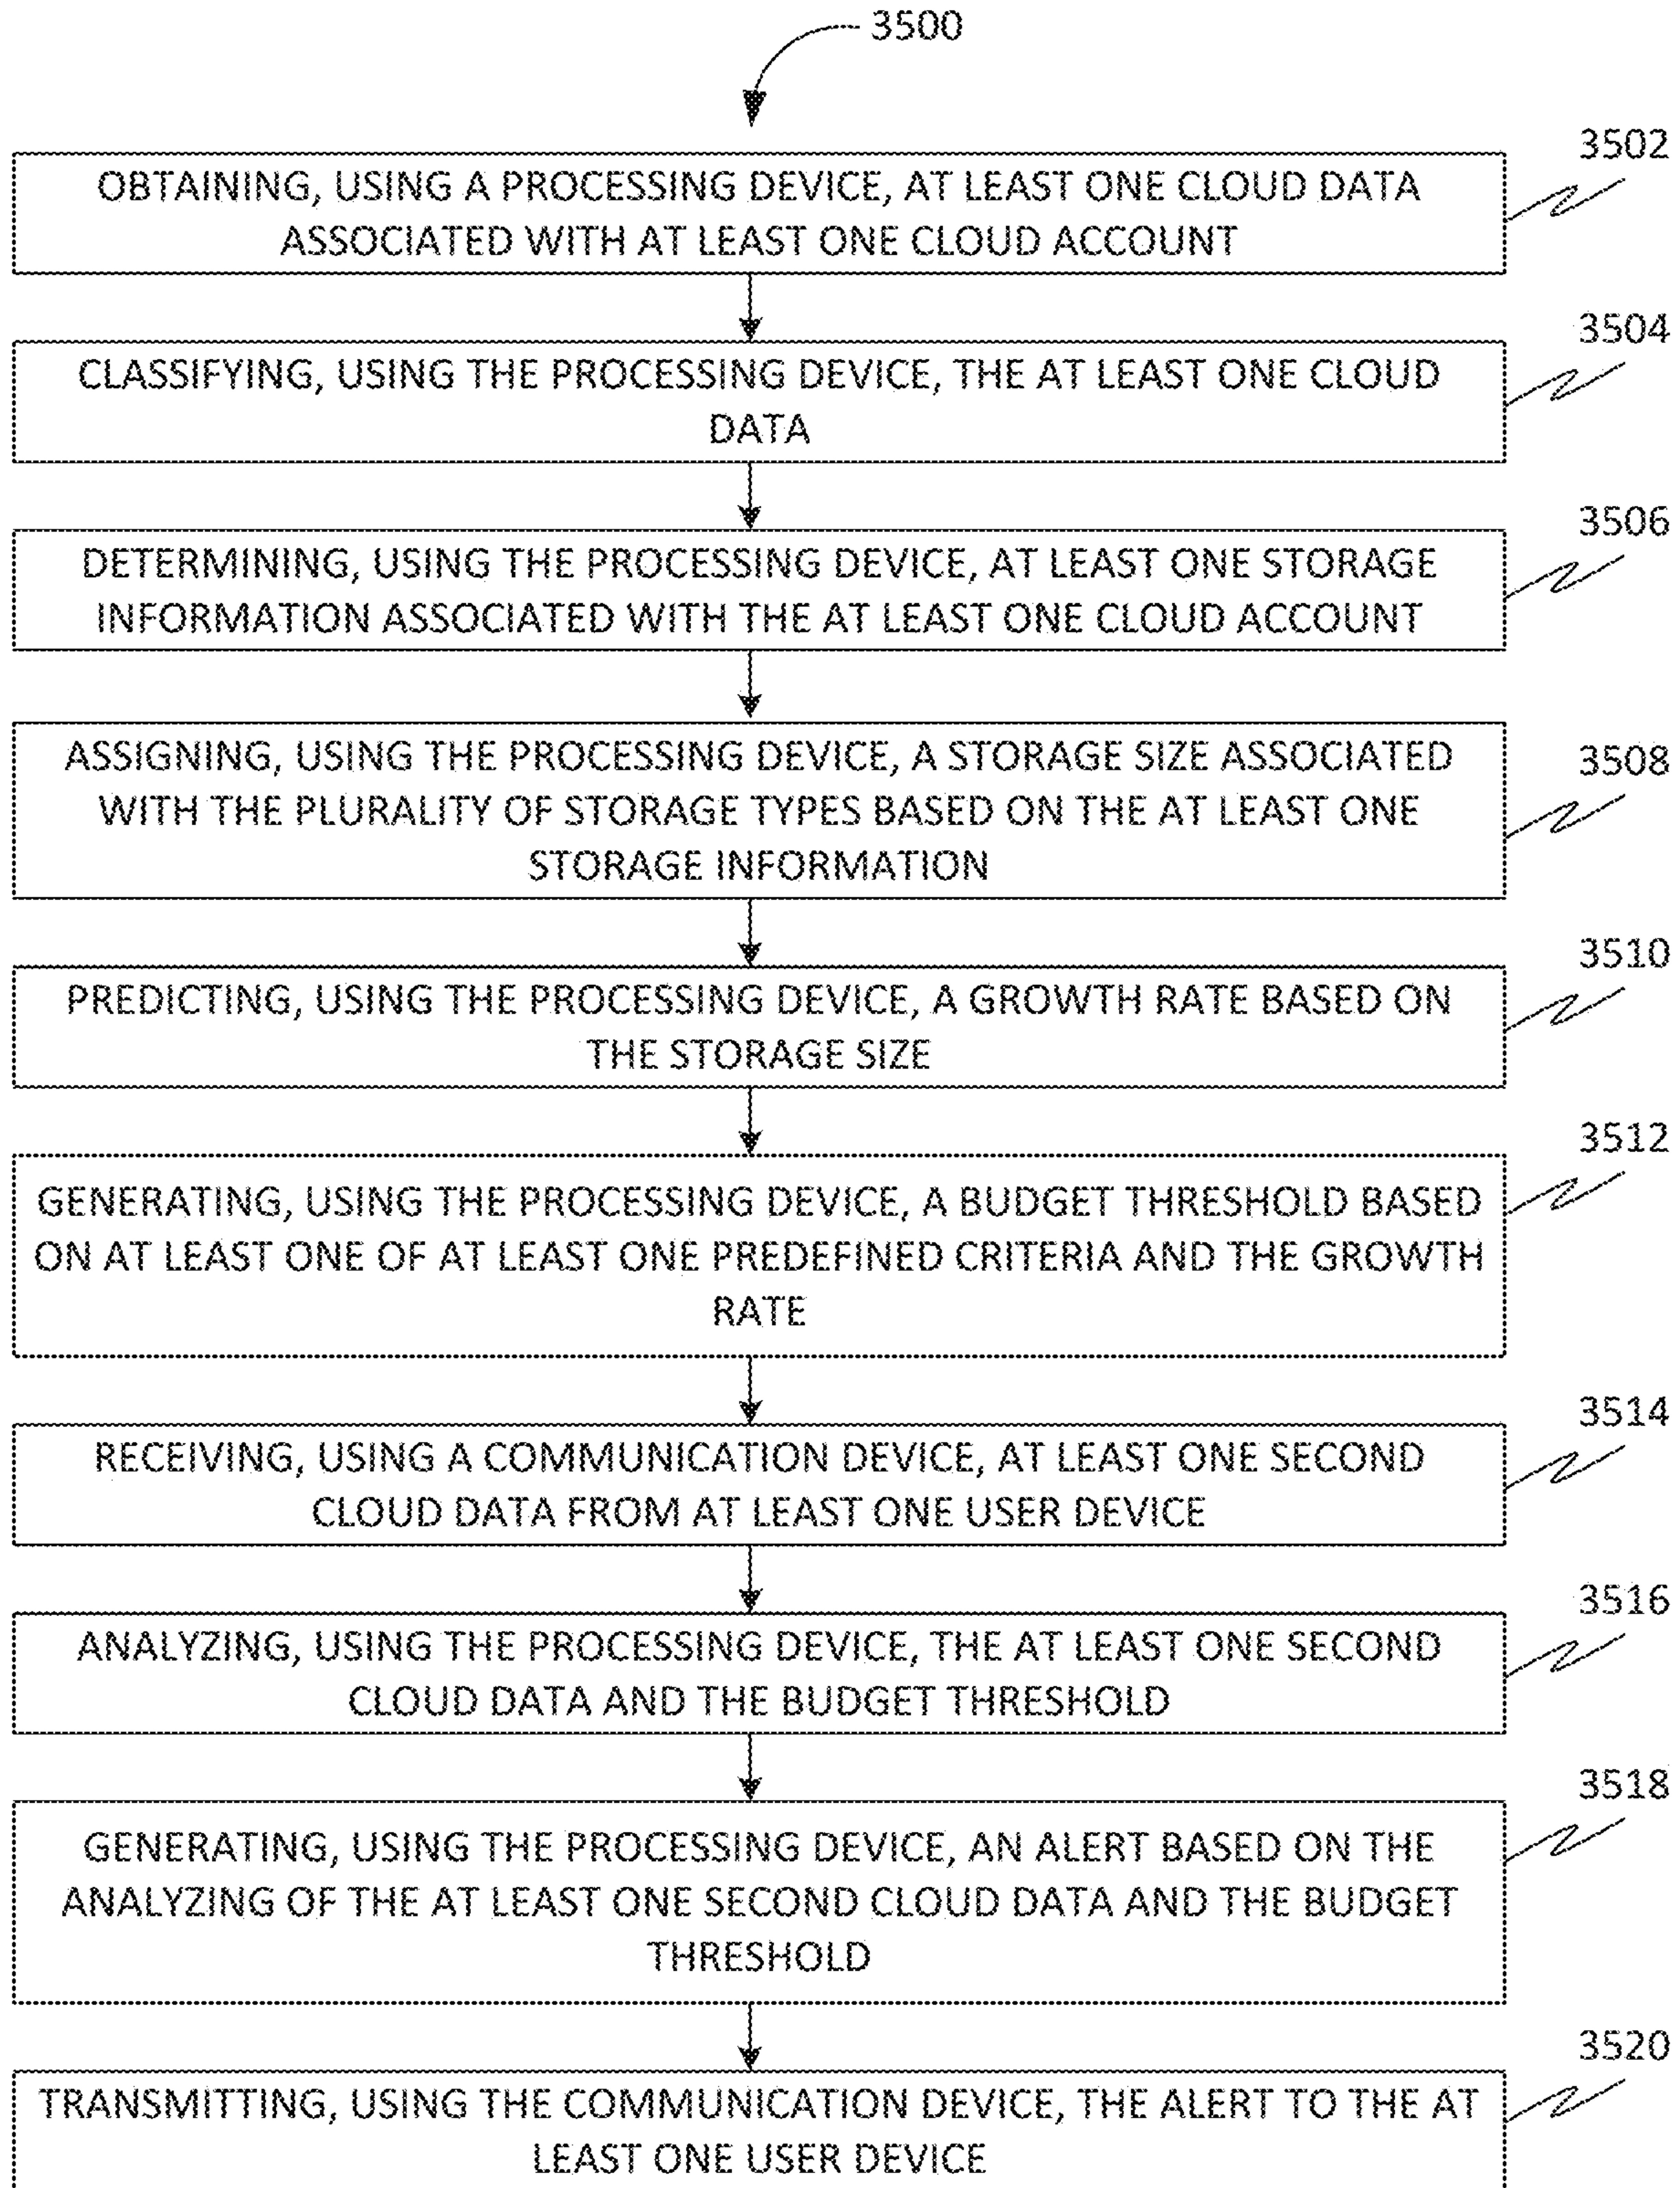 3500
3502
OBTAINING, USING A PROCESSING DEVICE, AT LEAST ONE CLOUD DATA
ASSOCIATED WITH AT LEAST ONE CLOUD ACCOUNT
3504
CLASSIFYING, USING THE PROCESSING DEVICE, THE AT LEAST ONE CLOUD
DATA
3506
DETERMINING, USING THE PROCESSING DEVICE, AT LEAST ONE STORAGE
INFORMATION ASSOCIATED WITH THE AT LEAST ONE CLOUD ACCOUNT
3508
ASSIGNING, USING THE PROCESSING DEVICE, A STORAGE SIZE ASSOCIATED
WITH THE PLURALITY OF STORAGE TYPES BASED ON THE AT LEAST ONE
STORAGE INFORMATION
3510
PREDICTING, USING THE PROCESSING DEVICE, A GROWTH RATE BASED ON
THE STORAGE SIZE
3512
GENERATING, USING THE PROCESSING DEVICE, A BUDGET THRESHOLD BASED
ON AT LEAST ONE OF AT LEAST ONE PREDEFINED CRITERIA AND THE GROWTH
RATE
3514
RECEIVING, USING A COMMUNICATION DEVICE, AT LEAST ONE SECOND
CLOUD DATA FROM AT LEAST ONE USER DEVICE
3516
ANALYZING, USING THE PROCESSING DEVICE, THE AT LEAST ONE SECOND
CLOUD DATA AND THE BUDGET THRESHOLD
3518
GENERATING, USING THE PROCESSING DEVICE, AN ALERT BASED ON THE
ANALYZING OF THE AT LEAST ONE SECOND CLOUD DATA AND THE BUDGET
THRESHOLD
3520
TRANSMITTING, USING THE COMMUNICATION DEVICE, THE ALERT TO THE AT
LEAST ONE USER DEVICE